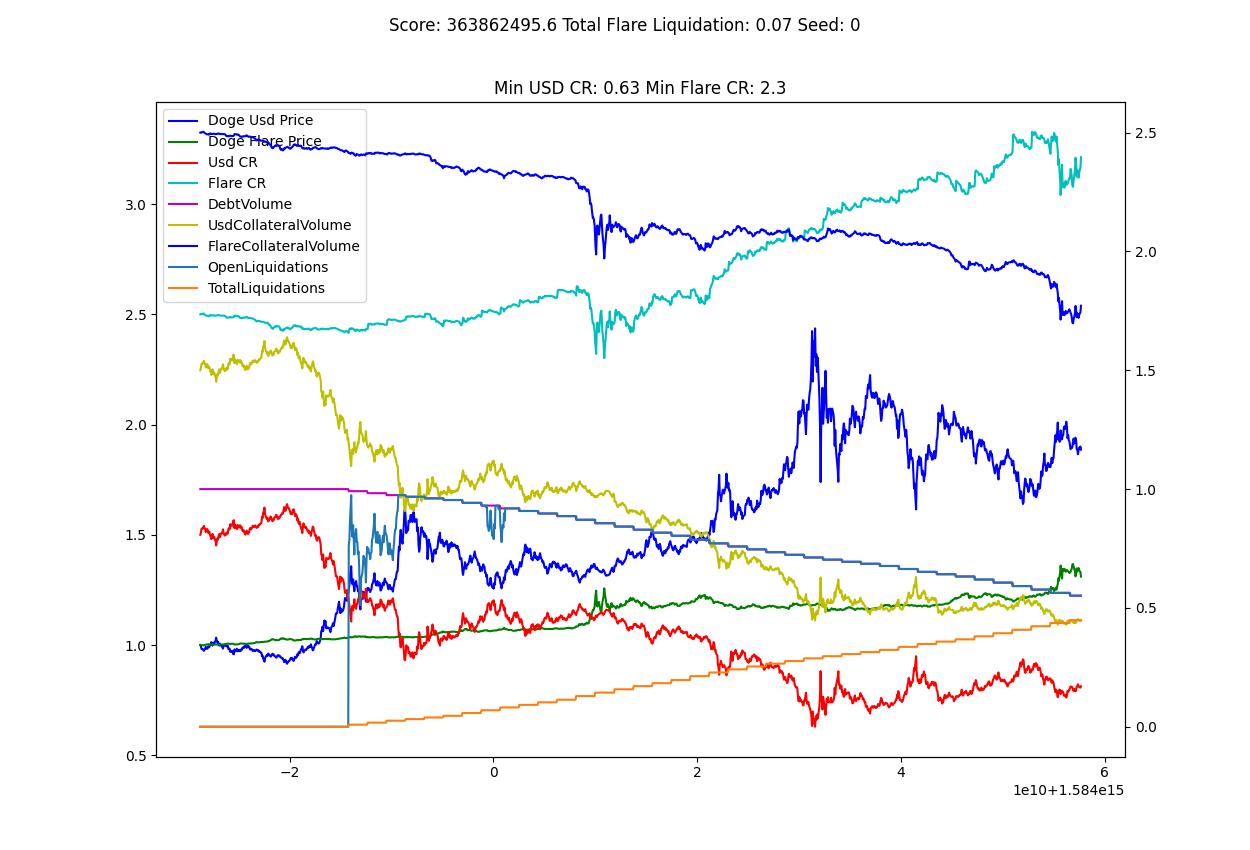 Score: 363862495.6 Total Flare Liquidation: 0.07 Seed: 0
Min USD CR: 0.63 Min Flare CR: 2.3
Doge Usd Price
Doge Flare Price
Usd CR
Flare CR
DebtVolume
UsdCollateralVolume
FlareCollateralVolume
OpenLiquidations
TotalLiquidations
3.0
2.5
2.0
1.5
1.0
0.5
2.5
2.0
1.5
1.0
0.5
0.0
−2
0
2
4
6
1e10+1.584e15